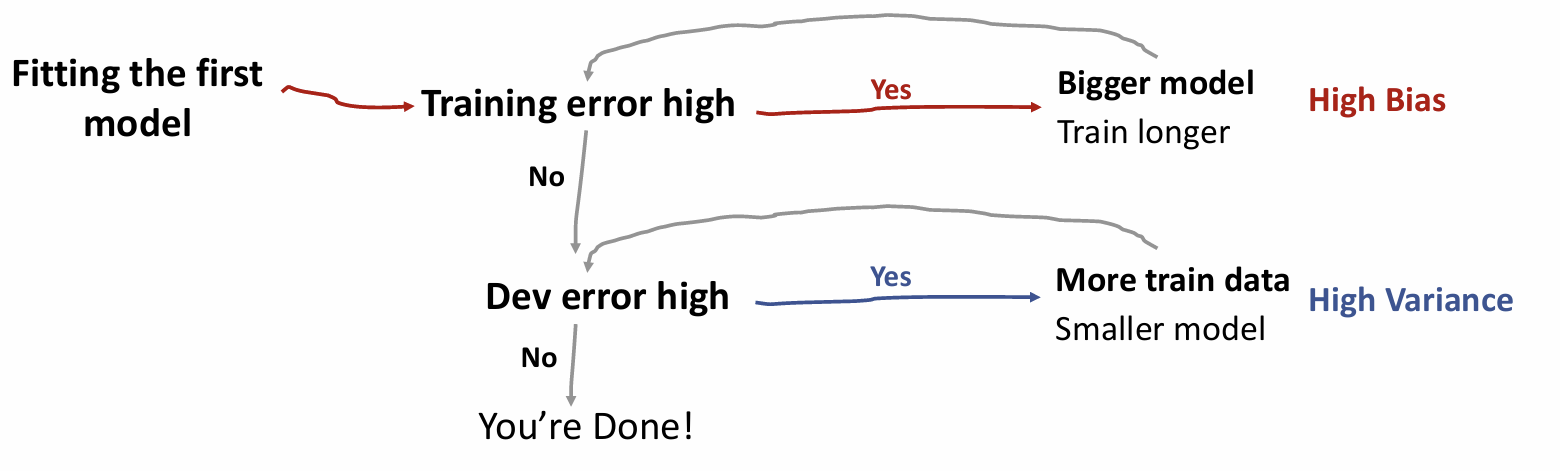 Fitting the first
model
Training error high
Yes
Bigger model
Train longer
High Bias
No
Dev error high
Yes
More train data
Smaller model
High Variance
No
You’re Done!